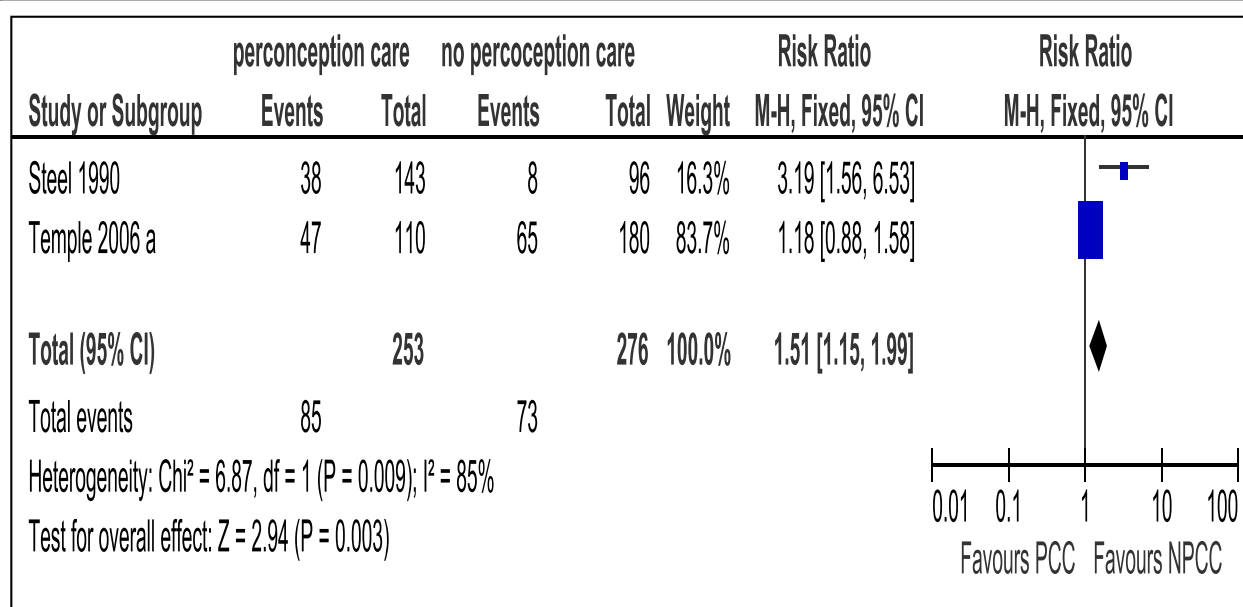 perconception care no percoception care Risk Ratio Risk Ratio
Study or Subgroup Events Total Events Total Weight M-H, Fixed, 95% CI M-H, Fixed, 95% CI
Steel 1990 38 143 8 96 16.3% 3.19 [1.56, 6.53]
Temple 2006 a 47 110 65 180 83.7% 1.18 [0.88, 1.58]
Total (95% CI) 253 276 100.0% 1.51 [1.15, 1.99]
Total events 85 73
Heterogeneity: Chi² = 6.87, df = 1 (P = 0.009); I² = 85%
Test for overall effect: Z = 2.94 (P = 0.003)
0.01 0.1 1 10 100
Favours PCC Favours NPCC